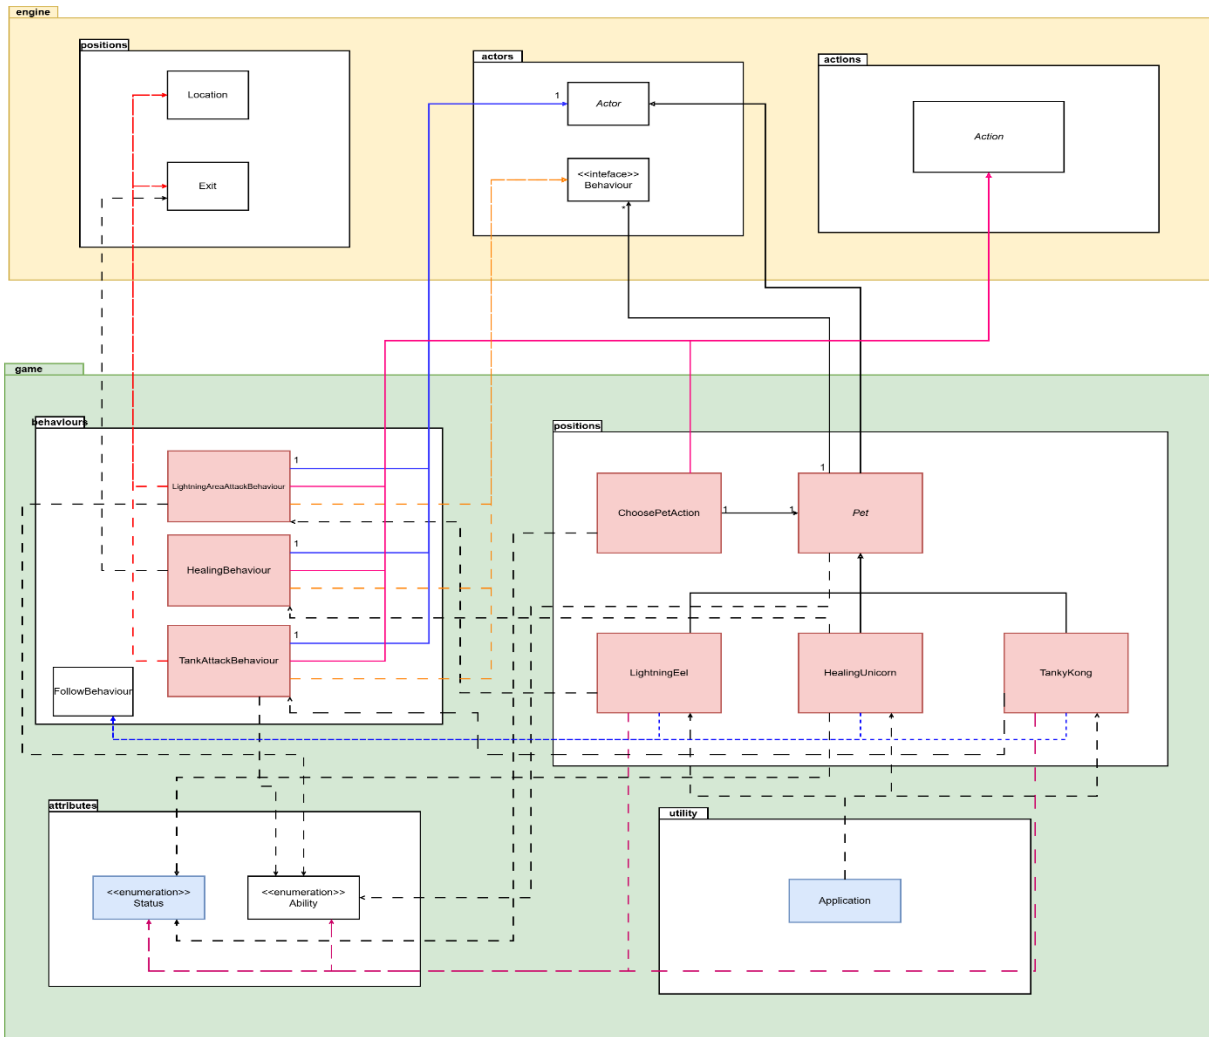 engine
positions
Location
Exit
actors
1
Actor
<<inteface>>
Behaviour
*
actions
Action
game
behaviours
1
LightningAreaAttackBehaviour
1
HealingBehaviour
1
TankAttackBehaviour
FollowBehaviour
positions
1
ChoosePetAction
1
1
Pet
LightningEel
HealingUnicorn
TankyKong
attributes
<<enumeration>>
Status
<<enumeration>>
Ability
utility
Application